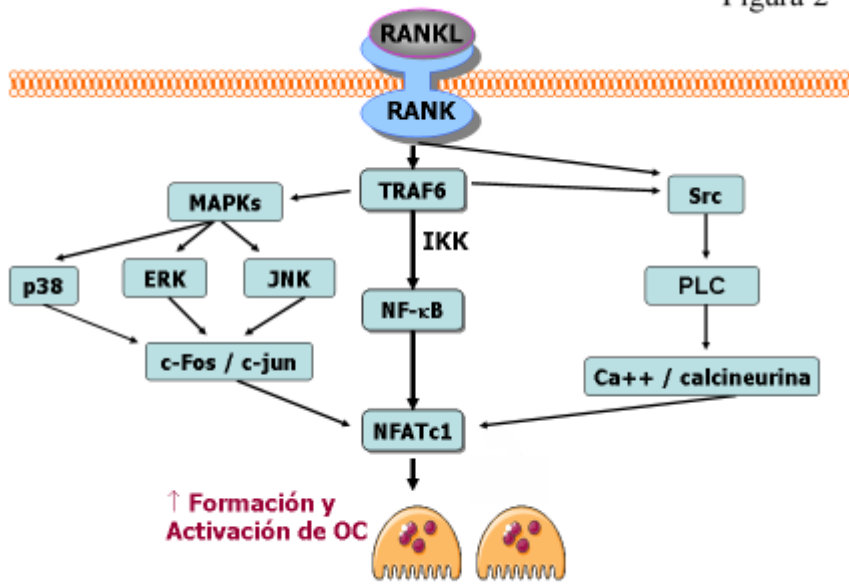 Figura 2
RANKL
RANK
TRAF6
MAPKs
Src
IKK
p38
ERK
JNK
NF-κB
PLC
c-Fos / c-jun
Ca++ / calcineurina
NFATc1
↑ Formación y
Activación de OC